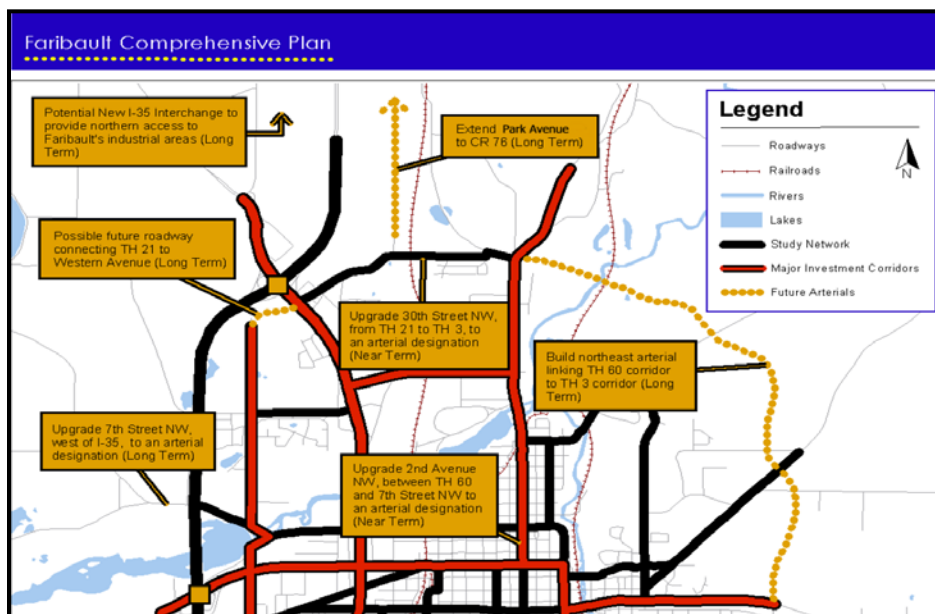 Faribault Comprehensive Plan
Potential New I-35 Interchange to
provide northern access to
Faribault's industrial areas (Long
Term)
Extend Park Avenue
to CR 76 (Long Term)
Legend
Roadways
Railroads
Rivers
Lakes
Study Network
Major Investment Corridors
Future Arterials
N
Possible future roadway
connecting TH 21 to
Western Avenue (Long Term)
Upgrade 30th Street NW,
from TH 21 to TH 3, to
an arterial designation
(Near Term)
Build northeast arterial
linking TH 60 corridor
to TH 3 corridor (Long
Term)
Upgrade 7th Street NW,
west of I-35, to an arterial
designation (Long Term)
Upgrade 2nd Avenue
NW, between TH 60
and 7th Street NW to
an arterial designation
(Near Term)